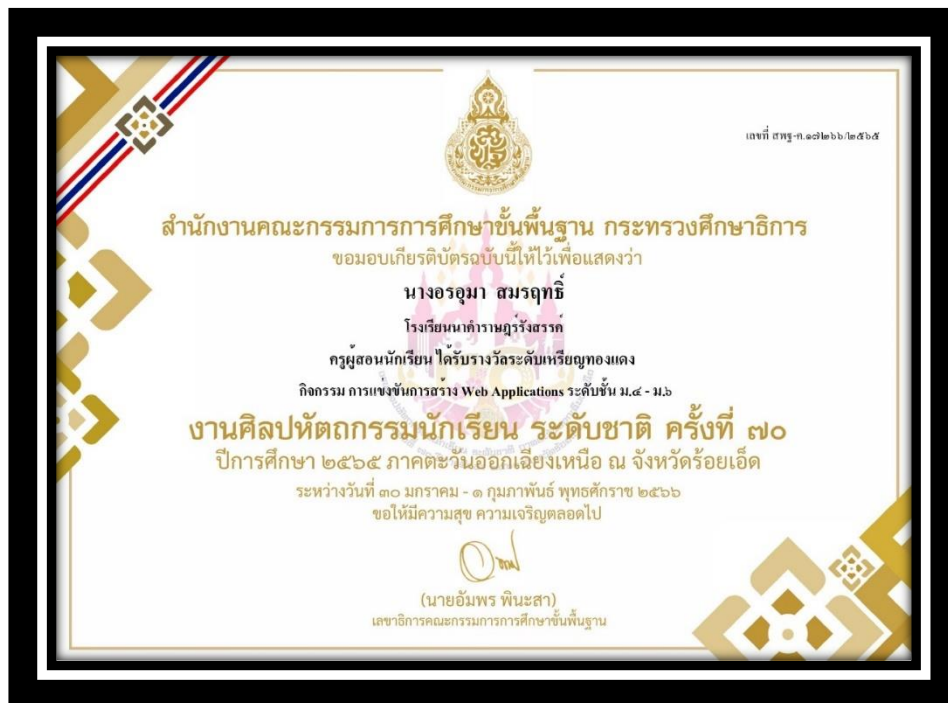 เลขที่ สพฐ-ค.๑๗๒๖๖/๒๕๖๕
สำนักงานคณะกรรมการการศึกษาขั้นพื้นฐาน กระทรวงศึกษาธิการ
ขอมอบเกียรติบัตรฉบับนี้ให้ไว้เพื่อแสดงว่า
นางอรอุมา สมรฤทธิ์
โรงเรียนนาคำราษฎร์รังสรรค์
ครูผู้สอนนักเรียน ได้รับรางวัลระดับเหรียญทองแดง
กิจกรรม การแข่งขันการสร้าง Web Applications ระดับชั้น ม.๔ - ม.๖
งานศิลปหัตถกรรมนักเรียน ระดับชาติ ครั้งที่ ๗๐
ปีการศึกษา ๒๕๖๕ ภาคตะวันออกเฉียงเหนือ ณ จังหวัดร้อยเอ็ด
ระหว่างวันที่ ๓๐ มกราคม - ๑ กุมภาพันธ์ พุทธศักราช ๒๕๖๖
ขอให้มีความสุข ความเจริญตลอดไป
(นายอัมพร พินะสา)
เลขาธิการคณะกรรมการการศึกษาขั้นพื้นฐาน